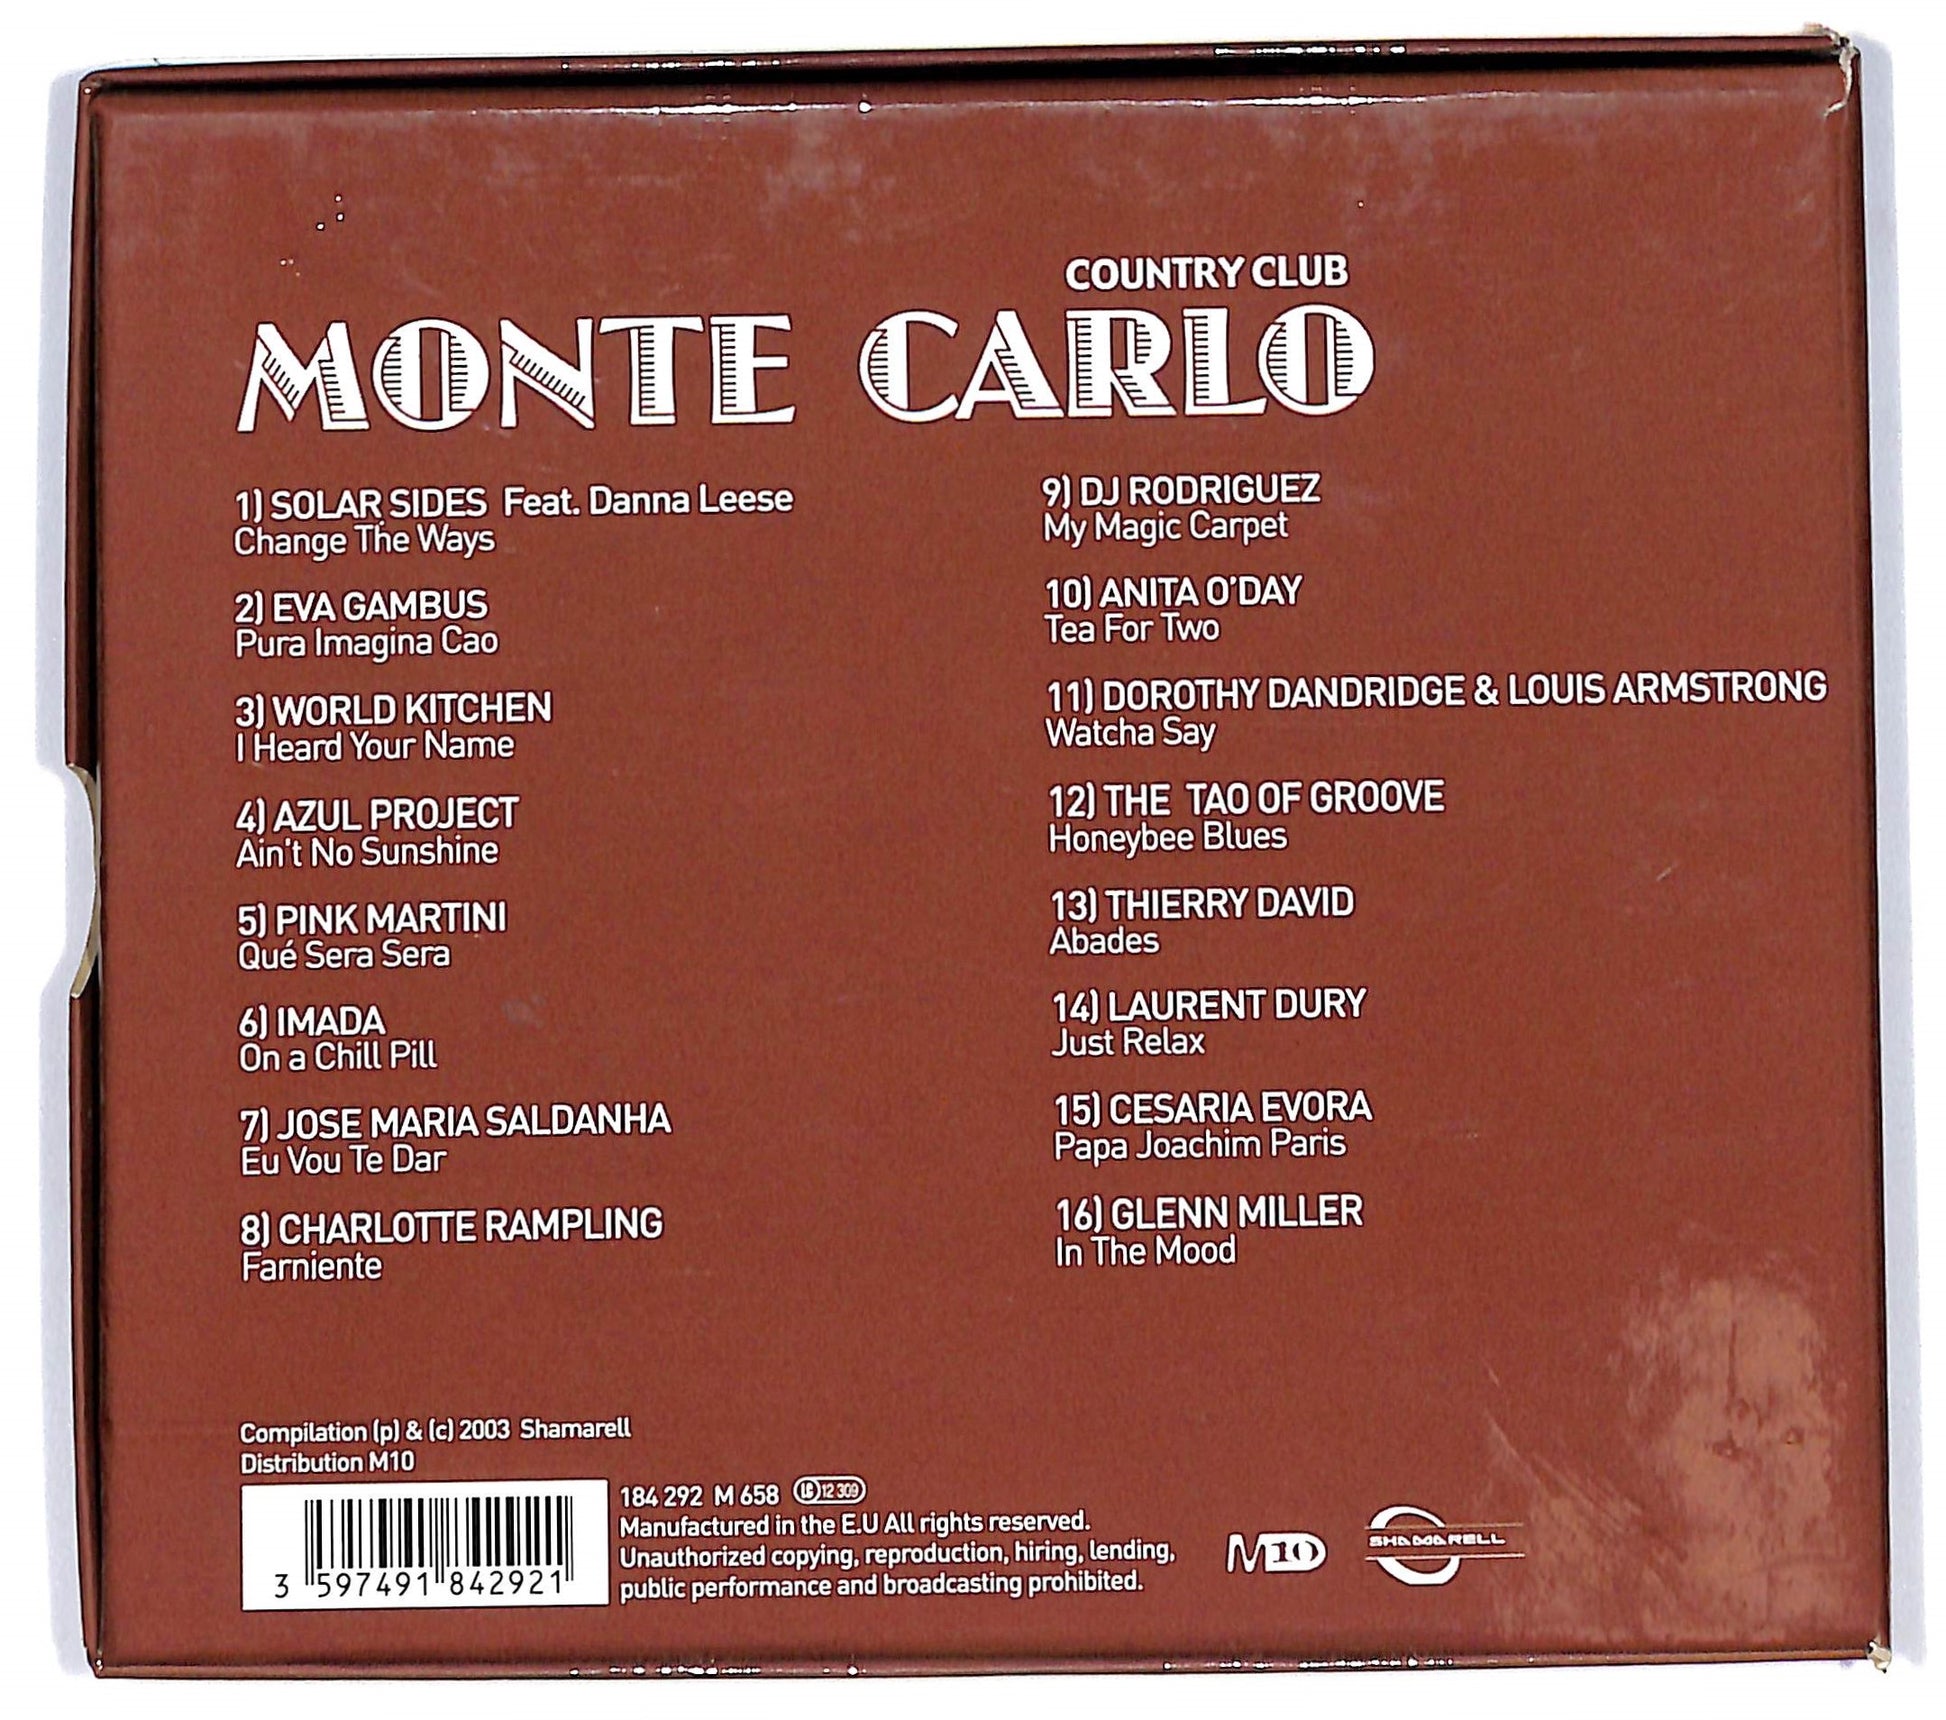 COUNTRY CLUB
MONTE CARLO
1) SOLAR SIDES Feat. Danna Leese
Change The Ways
2) EVA GAMBUS
Pura Imagina Cao
3) WORLD KITCHEN
I Heard Your Name
4) AZUL PROJECT
Ain't No Sunshine
5) PINK MARTINI
Qué Sera Sera
6) IMADA
On a Chill Pill
7) JOSE MARIA SALDANHA
Eu Vou Te Dar
8) CHARLOTTE RAMPLING
Farniente
9) DJ RODRIGUEZ
My Magic Carpet
10) ANITA O'DAY
Tea For Two
11) DOROTHY DANDRIDGE & LOUIS ARMSTRONG
Watcha Say
12) THE TAO OF GROOVE
Honeybee Blues
13) THIERRY DAVID
Abades
14) LAURENT DURY
Just Relax
15) CESARIA EVORA
Papa Joachim Paris
16) GLENN MILLER
In The Mood
Compilation (p) & (c) 2003 Shamarell
Distribution M10
3 597491 842921
184 292 M 658 LC 12 309
Manufactured in the E.U All rights reserved.
Unauthorized copying, reproduction, hiring, lending,
public performance and broadcasting prohibited.
M10
SHAMARELL